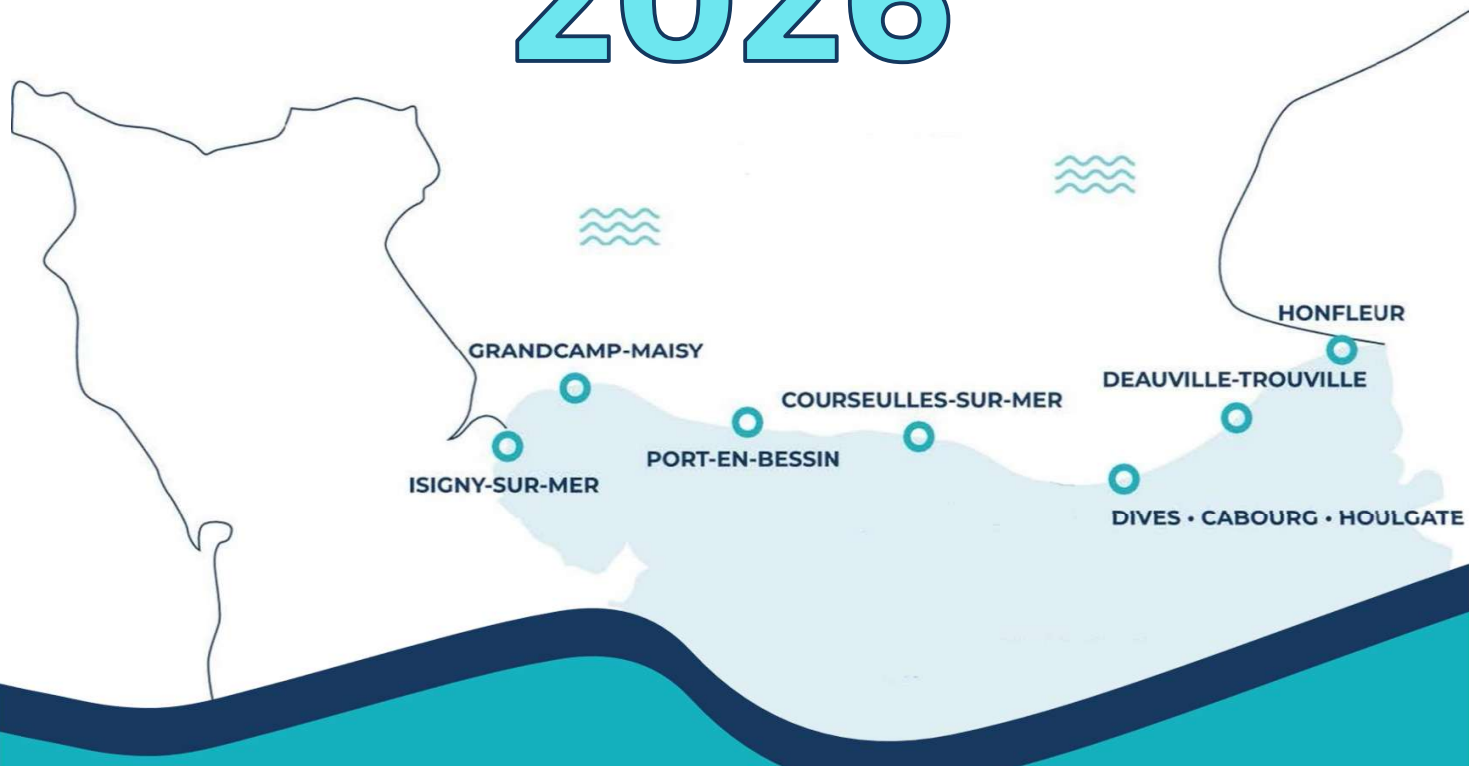 2026
HONFLEUR
GRANDCAMP-MAISY
DEAUVILLE-TROUVILLE
COURSEULLES-SUR-MER
PORT-EN-BESSIN
ISIGNY-SUR-MER
DIVES • CABOURG • HOULGATE